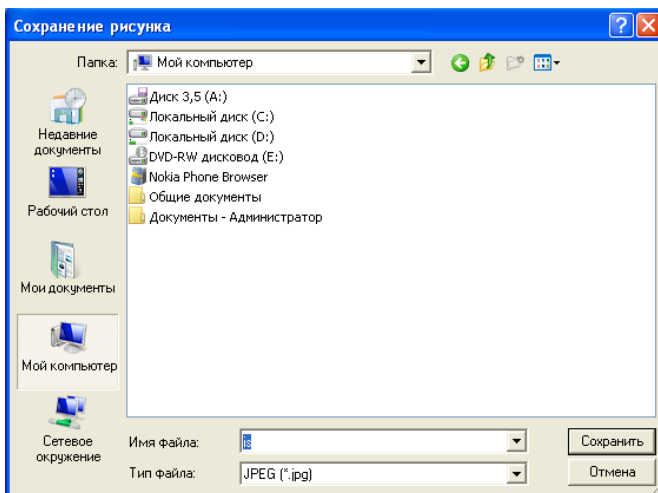 Сохранение рисунка
Папка:
Мой компьютер
Диск 3,5 (A:)
Локальный диск (C:)
Локальный диск (D:)
DVD-RW дисковод (E:)
Nokia Phone Browser
Общие документы
Документы - Администратор
Недавние
документы
Рабочий стол
Мои документы
Мой компьютер
Сетевое
окружение
Имя файла:
is
Сохранить
Тип файла:
JPEG (*.jpg)
Отмена